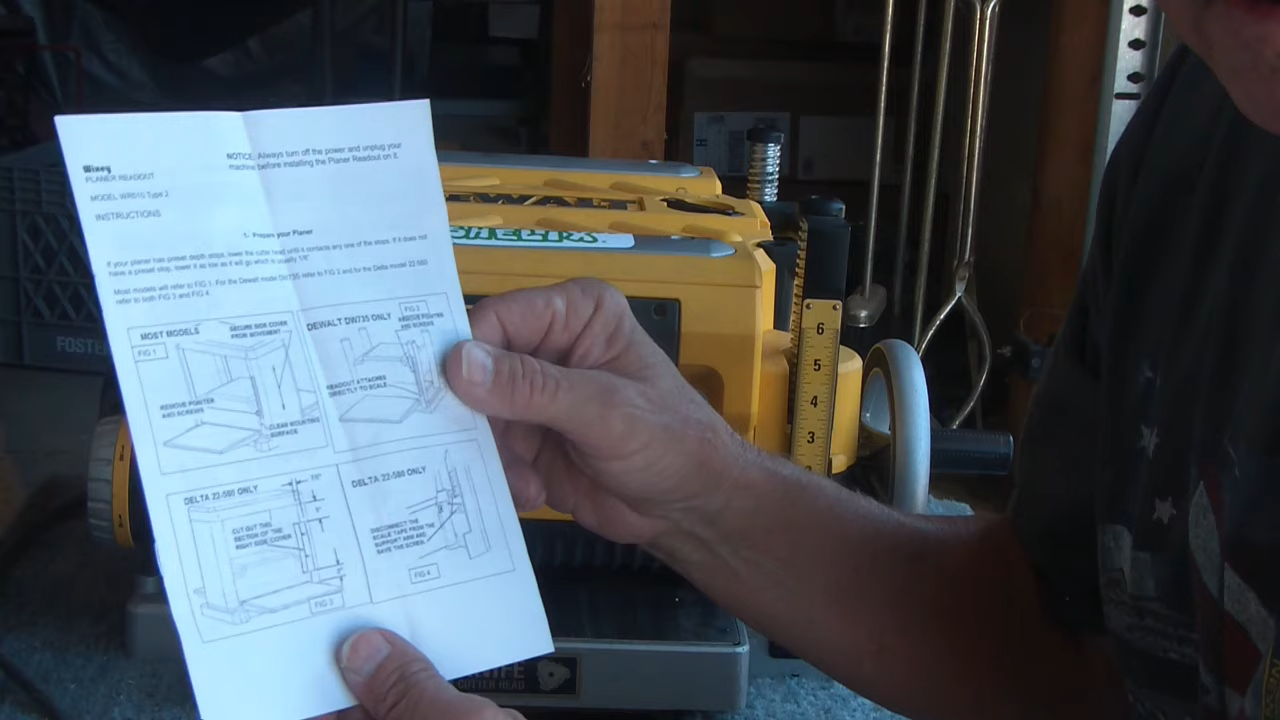 Wixey
PLANER READOUT
MODEL WR510 Type 2
INSTRUCTIONS
NOTICE: Always turn off the power and unplug your
machine before installing the Planer Readout on it.
1- Prepare your Planer
If your planer has preset depth stops, lower the cutter head until it contacts any one of the stops. If it does not
have a preset stop, lower it as low as it will go which is usually 1/8"
Most models will refer to FIG 1. For the Dewalt model DW735 refer to FIG 2 and for the Delta model 22-580
refer to both FIG 3 and FIG 4.
MOST MODELS
FIG 1
SECURE SIDE COVER
FROM MOVEMENT
REMOVE POINTER
AND SCREWS
CLEAR MOUNTING
SURFACE
DEWALT DW735 ONLY
FIG 2
REMOVE POINTER
AND SCREWS
READOUT ATTACHES
DIRECTLY TO SCALE
DELTA 22-580 ONLY
CUT OUT THIS
SECTION OF THE
RIGHT SIDE COVER
FIG 3
DELTA 22-580 ONLY
DISCONNECT THE
SCALE TAPE FROM THE
SUPPORT ARM AND
SAVE THE SCREW.
FIG 4
DEWALT
SHELIX
6
5
4
3
FOSTER
KNIFE
CUTTER HEAD